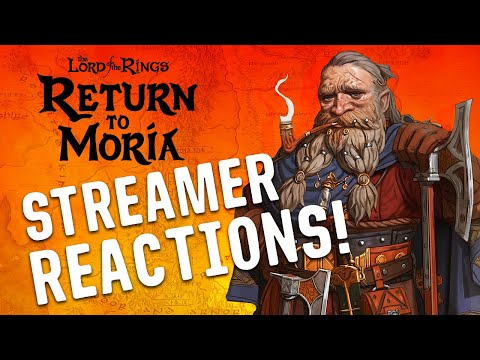 the LORD of the RINGS
RETURN
TO
MORIA
STREAMER
REACTIONS!